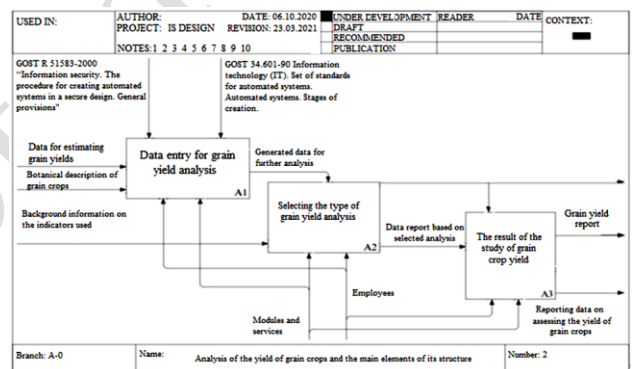 USED IN:
AUTHOR: DATE: 06.10.2020
PROJECT: IS DESIGN REVISION: 23.03.2021
NOTES:1 2 3 4 5 6 7 8 9 10
UNDER DEVELOPMENT READER DATE
DRAFT
RECOMMENDED
PUBLICATION
CONTEXT:
GOST R 51583-2000
"Information security. The
procedure for creating automated
systems in a secure design. General
provisions"
GOST 34.601-90 Information
technology (IT). Set of standards
for automated systems.
Automated systems. Stages of
creation.
Data for estimating
grain yields
Botanical description of
grain crops
Background information on
the indicators used
Data entry for grain
yield analysis
A1
Generated data for
further analysis
Selecting the type of
grain yield analysis
A2
Data report based on
selected analysis
The result of the
study of grain
crop yield
A3
Grain yield
report
Reporting data on
assessing the yield of
grain crops
Employees
Modules and
services
Branch: A-0
Name: Analysis of the yield of grain crops and the main elements of its structure
Number: 2